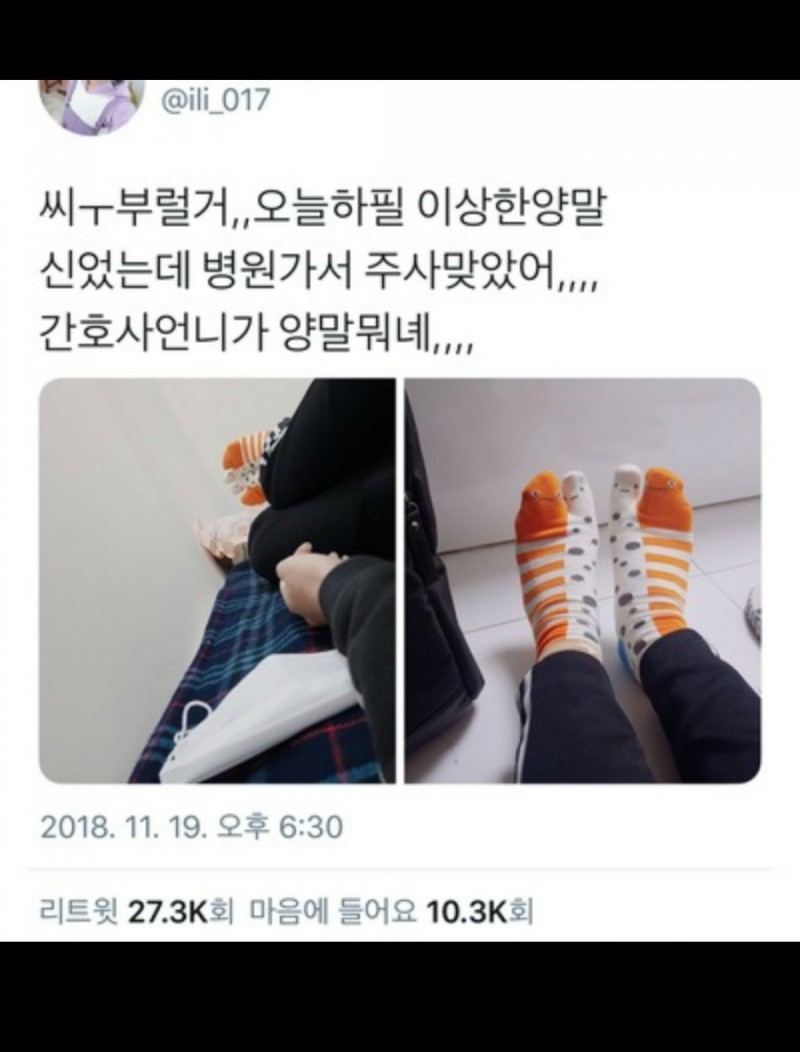 @ili_017
씨ㅜ부럴거,,오늘하필 이상한양말
신었는데 병원가서 주사맞았어,,,,
간호사언니가 양말뭐녜,,,,
2018. 11. 19. 오후 6:30
리트윗 27.3K회 마음에 들어요 10.3K회